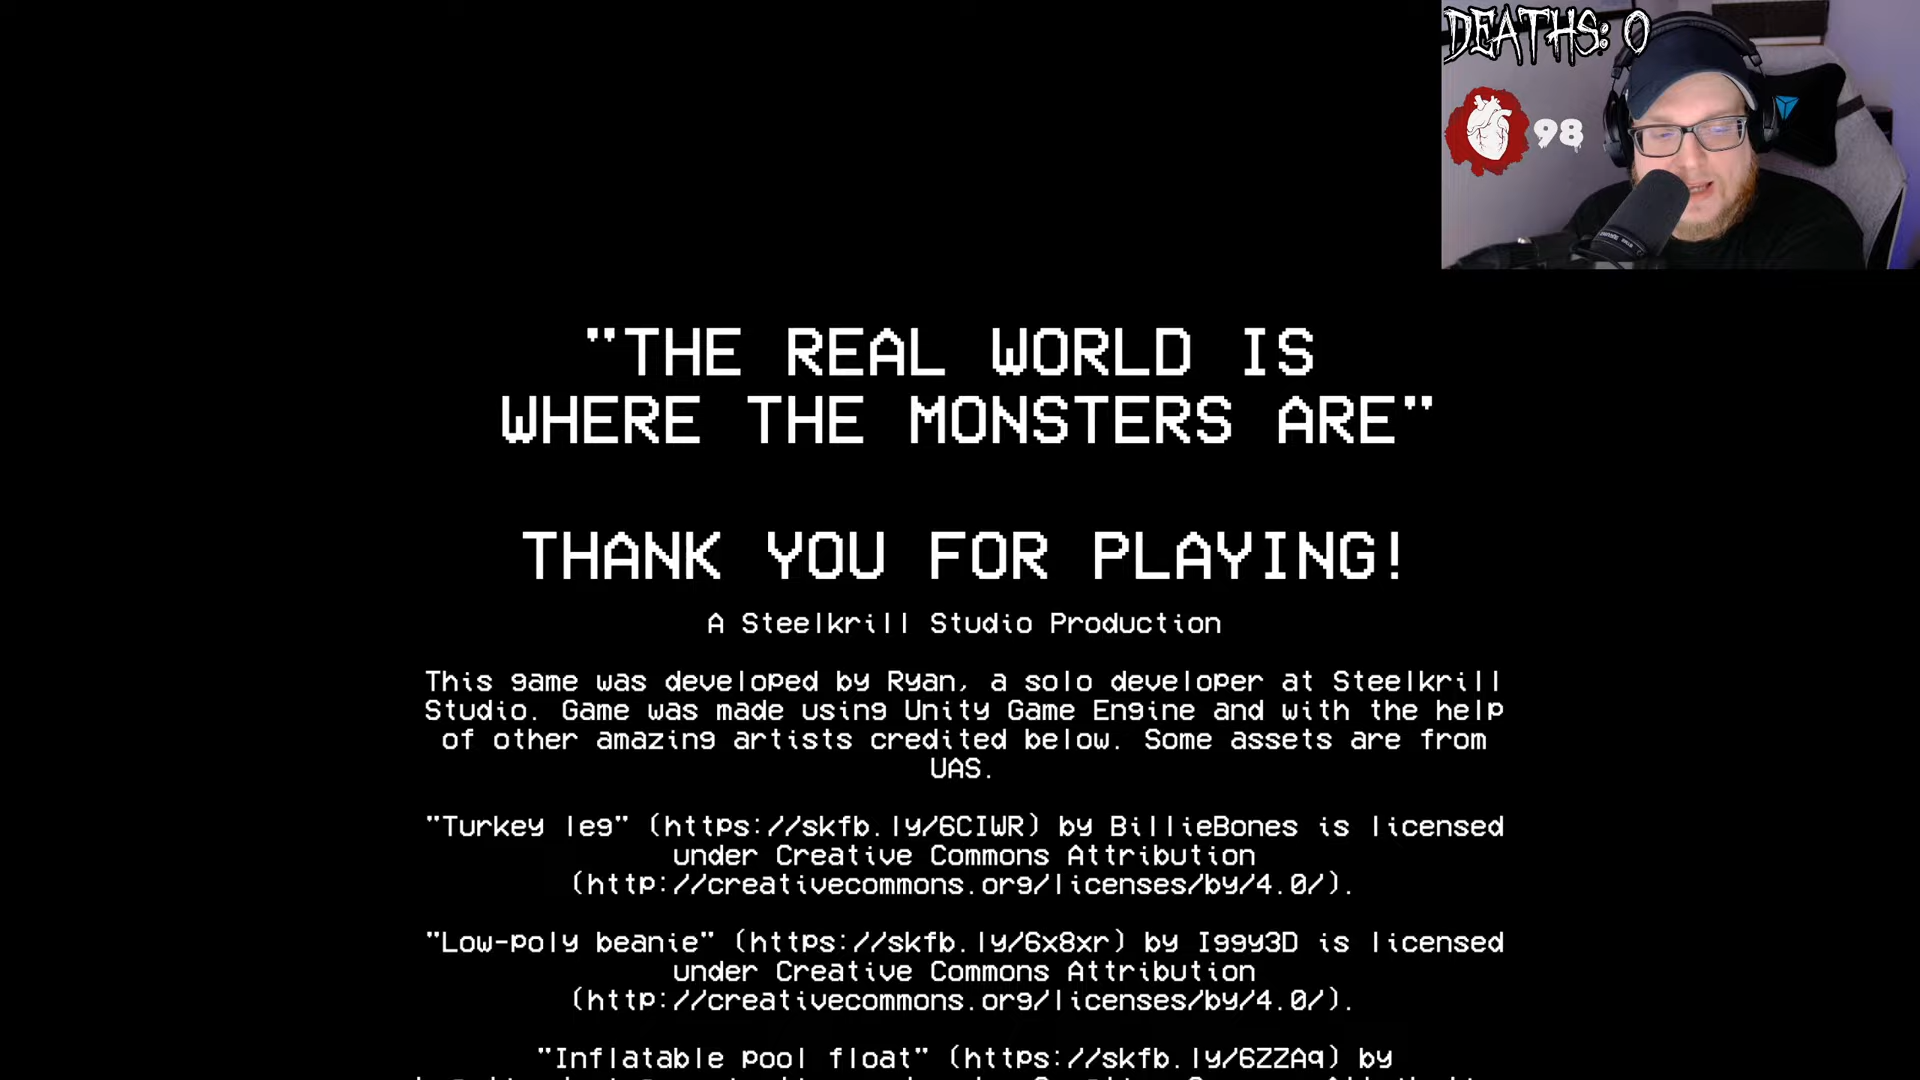 DEATHS: 0
98
"THE REAL WORLD IS
WHERE THE MONSTERS ARE"
THANK YOU FOR PLAYING!
A Steelkrill Studio Production
This game was developed by Ryan, a solo developer at Steelkrill
Studio. Game was made using Unity Game Engine and with the help
of other amazing artists credited below. Some assets are from
UAS.
"Turkey leg" (https://skfb.ly/6CIWR) by BillieBones is licensed
under Creative Commons Attribution
(http://creativecommons.org/licenses/by/4.0/).
"Low-poly beanie" (https://skfb.ly/6x8xr) by Iggy3D is licensed
under Creative Commons Attribution
(http://creativecommons.org/licenses/by/4.0/).
"Inflatable pool float" (https://skfb.ly/6ZZAq) by